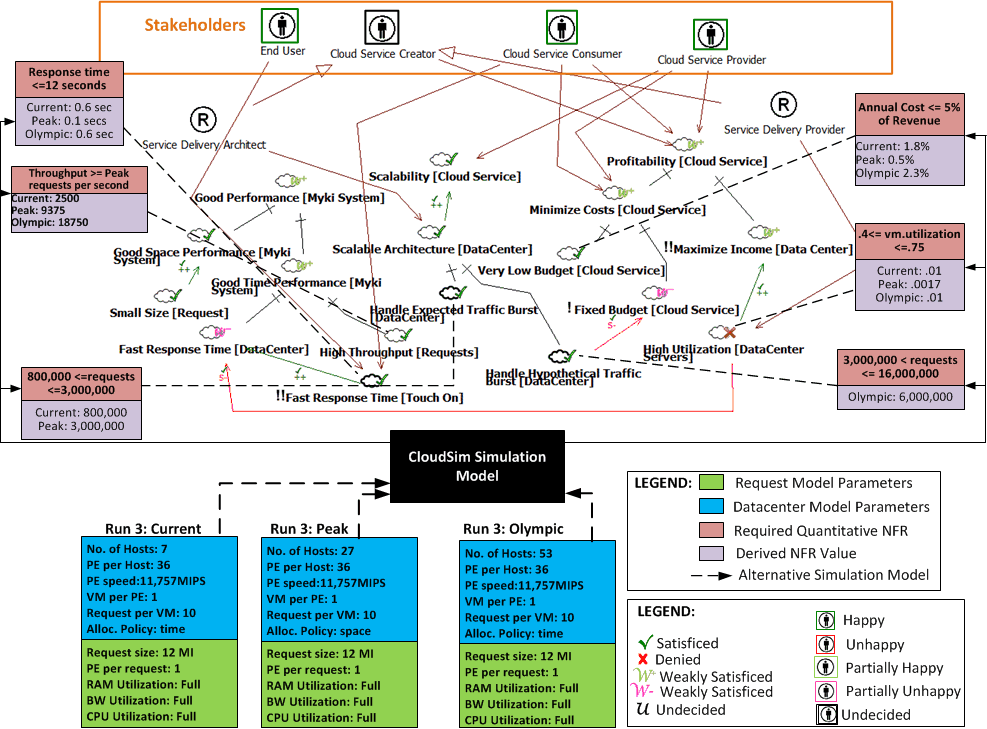 Stakeholders
End User
Cloud Service Creator
Cloud Service Consumer
Cloud Service Provider
Response time
<=12 seconds
Current: 0.6 sec
Peak: 0.1 secs
Olympic: 0.6 sec
R
Service Delivery Architect
R
Service Delivery Provider
Annual Cost <= 5%
of Revenue
Current: 1.8%
Peak: 0.5%
Olympic 2.3%
Throughput >= Peak
requests per second
Current: 2500
Peak: 9375
Olympic: 18750
Scalability [Cloud Service]
Profitability [Cloud Service]
Good Performance [Myki System]
Minimize Costs [Cloud Service]
Good Space Performance [Myki
System]
Scalable Architecture [DataCenter]
!!Maximize Income [Data Center]
Very Low Budget [Cloud Service]
Good Time Performance [Myki
System]
.4<= vm.utilization
<=.75
Current: .01
Peak: .0017
Olympic: .01
Small Size [Request]
Handle Expected Traffic Burst
[DataCenter]
! Fixed Budget [Cloud Service]
Fast Response Time [DataCenter]
High Throughput [Requests]
High Utilization [DataCenter
Servers]
Handle Hypothetical Traffic
Burst [DataCenter]
!!Fast Response Time [Touch On]
++
++
++
++
S-
S-
800,000 <=requests
<=3,000,000
Current: 800,000
Peak: 3,000,000
3,000,000 < requests
<= 16,000,000
Olympic: 6,000,000
CloudSim Simulation
Model
Run 3: Current
No. of Hosts: 7
PE per Host: 36
PE speed:11,757MIPS
VM per PE: 1
Request per VM: 10
Alloc. Policy: time
Request size: 12 MI
PE per request: 1
RAM Utilization: Full
BW Utilization: Full
CPU Utilization: Full
Run 3: Peak
No. of Hosts: 27
PE per Host: 36
PE speed:11,757MIPS
VM per PE: 1
Request per VM: 10
Alloc. Policy: space
Request size: 12 MI
PE per request: 1
RAM Utilization: Full
BW Utilization: Full
CPU Utilization: Full
Run 3: Olympic
No. of Hosts: 53
PE per Host: 36
PE speed:11,757MIPS
VM per PE: 1
Request per VM: 10
Alloc. Policy: time
Request size: 12 MI
PE per request: 1
RAM Utilization: Full
BW Utilization: Full
CPU Utilization: Full
LEGEND:
Request Model Parameters
Datacenter Model Parameters
Required Quantitative NFR
Derived NFR Value
Alternative Simulation Model
LEGEND:
Satisficed
Denied
W+ Weakly Satisficed
W- Weakly Satisficed
U Undecided
Happy
Unhappy
Partially Happy
Partially Unhappy
Undecided